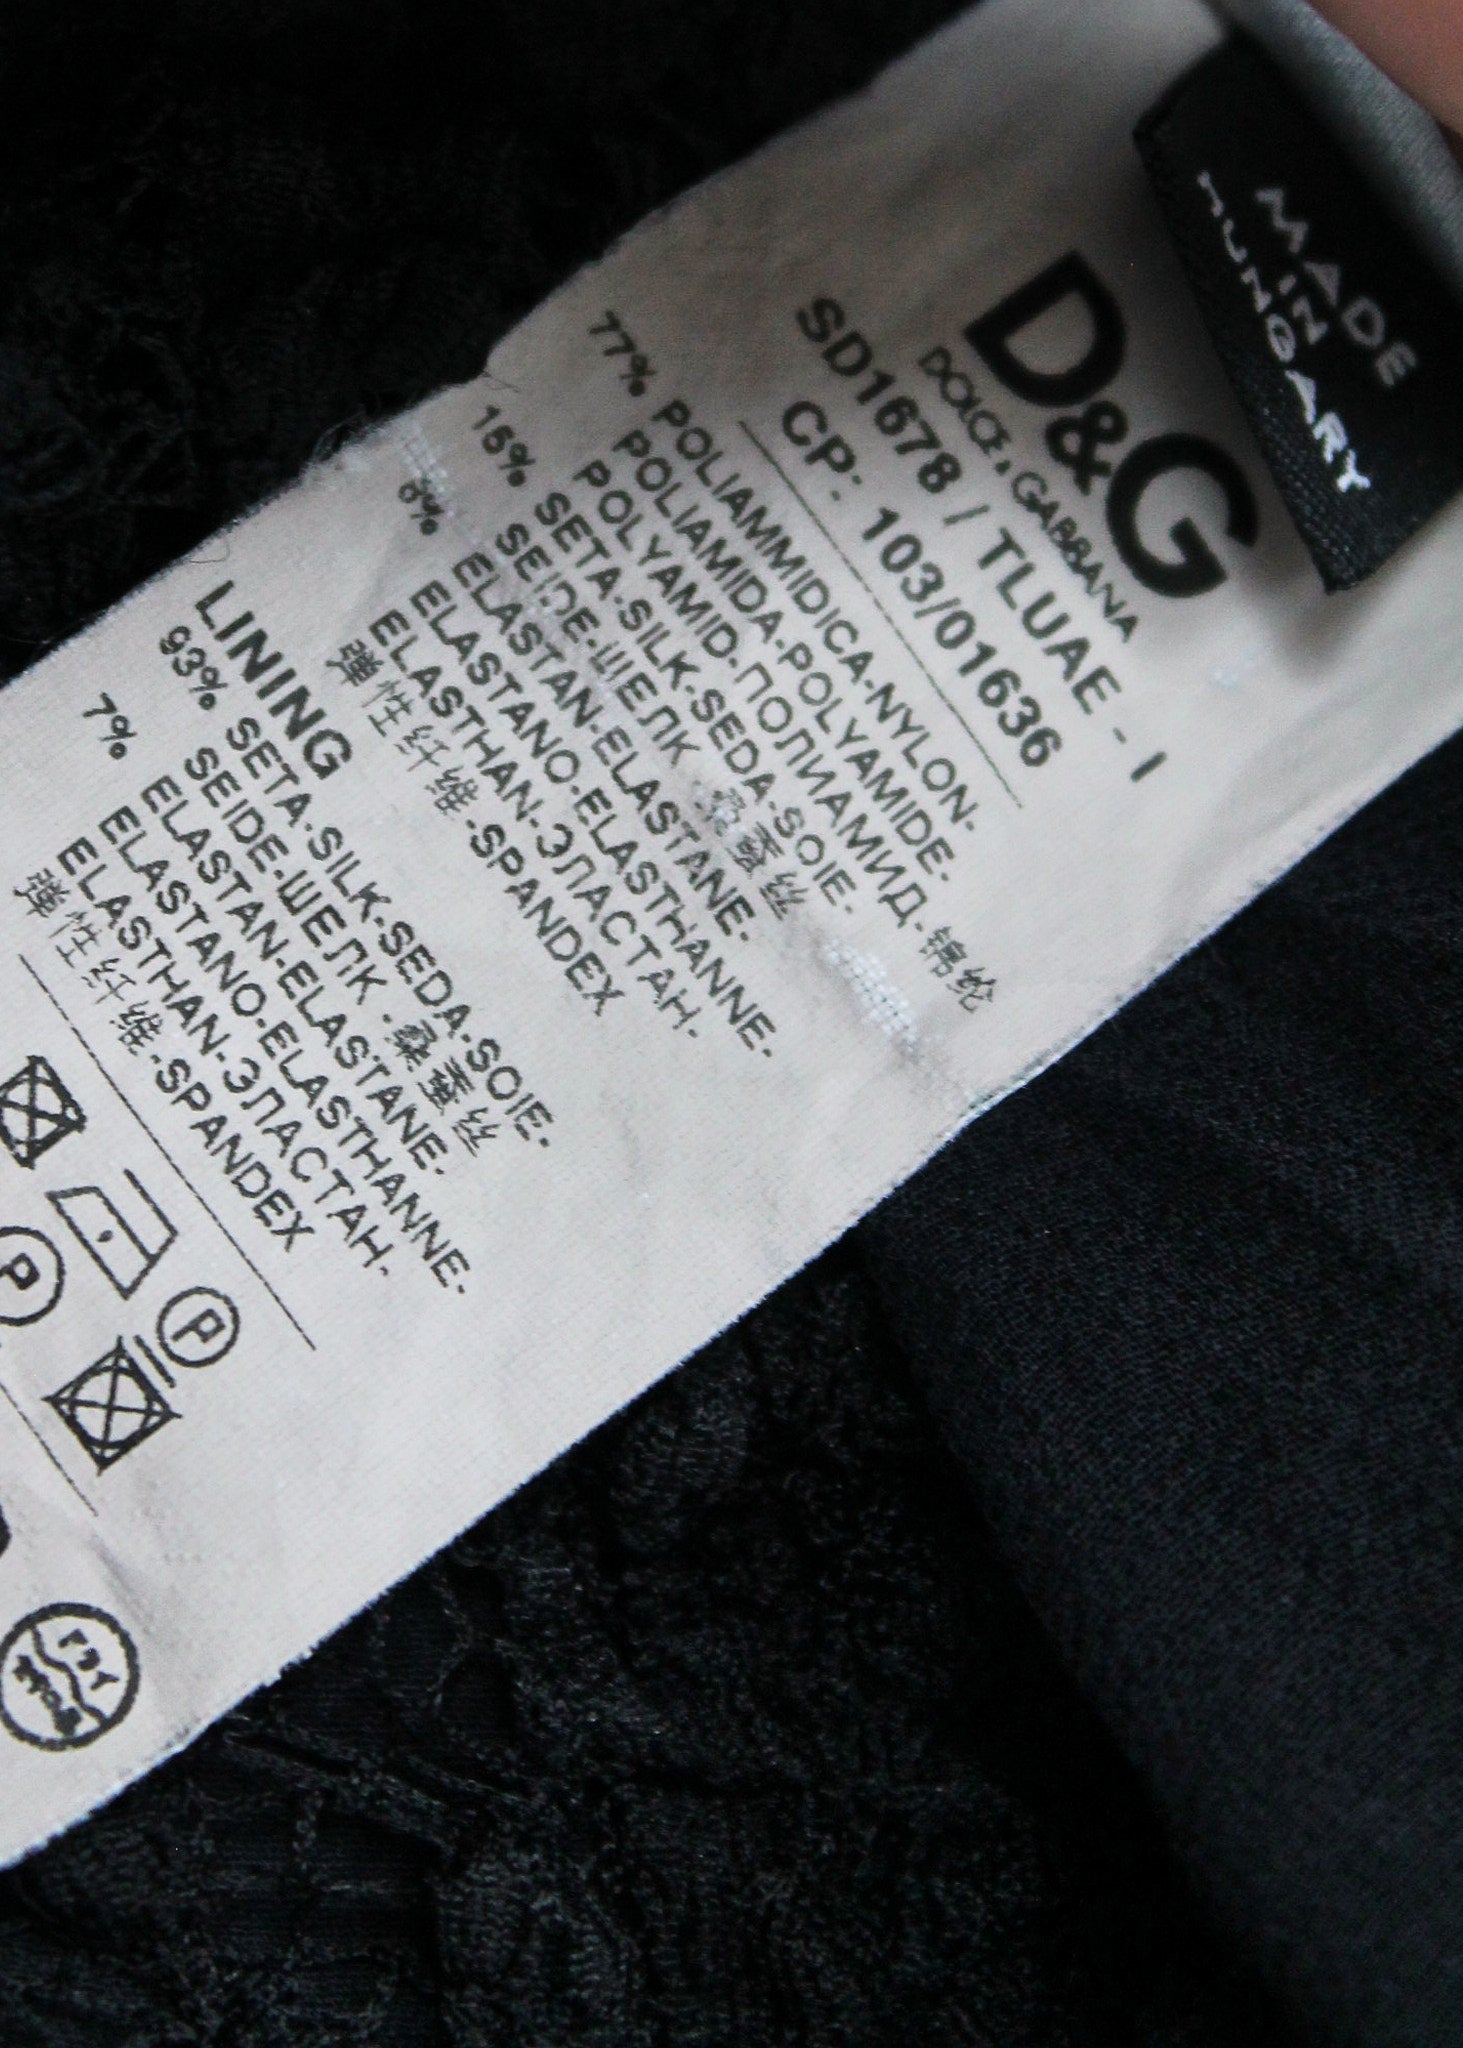 MADE
IN
HUNGARY
D&G
DOLCE & GABBANA
SD1678 / TLUAE - I
CP: 103/01636
77% POLIAMMIDICA-NYLON-
POLIAMIDA-POLYAMIDE-
POLYAMID-ПОЛИАМИД-锦纶
15% SETA-SILK-SEDA-SOIE-
SEIDE-ШЕЛК 桑蚕丝
8% ELASTAN-ELASTANE-
ELASTANO-ELASTHANNE-
ELASTHAN-ЭЛАСТАН-
弹性纤维-SPANDEX
LINING
93% SETA-SILK-SEDA-SOIE-
SEIDE-ШЕЛК-桑蚕丝
7% ELASTAN-ELASTANE-
ELASTANO-ELASTHANNE-
ELASTHAN-ЭЛАСТАН-
弹性纤维-SPANDEX
P
P